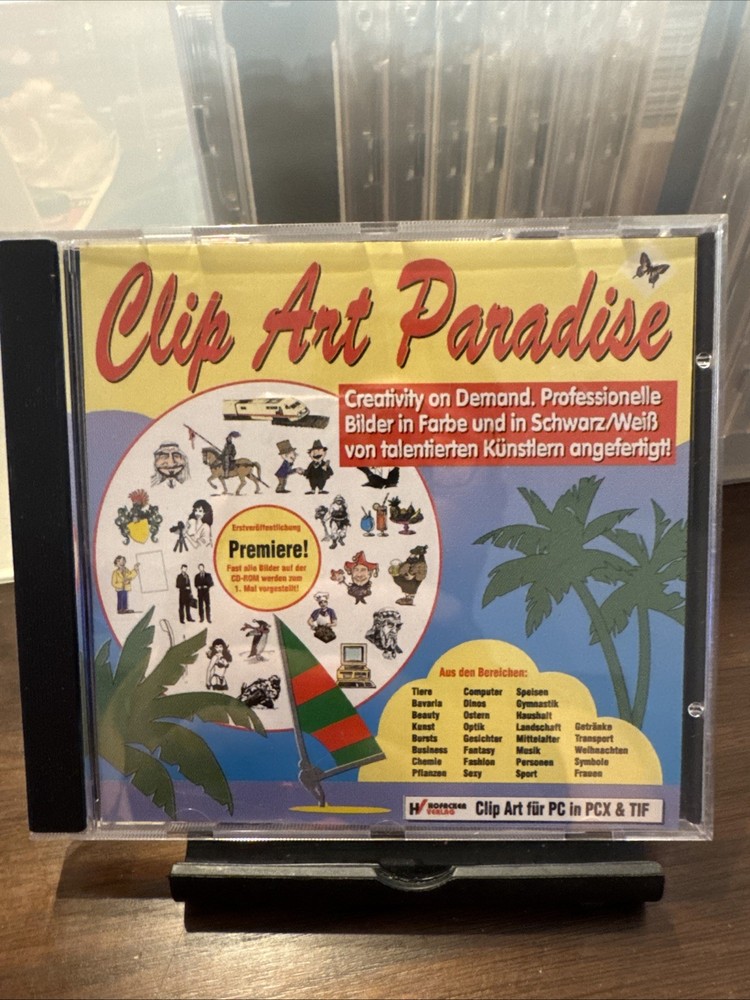 Clip Art Paradise
Creativity on Demand. Professionelle
Bilder in Farbe und in Schwarz/Weiß
von talentierten Künstlern angefertigt!
Erstveröffentlichung
Premiere!
Fast alle Bilder auf der
CD-ROM werden zum
1. Mal vorgestellt!
Aus den Bereichen:
Tiere Computer Speisen
Bavaria Dinos Gymnastik
Beauty Ostern Haushalt
Kunst Optik Landschaft Getränke
Bursts Gesichter Mittelalter Transport
Business Fantasy Musik Weihnachten
Chemie Fashion Personen Symbole
Pflanzen Sexy Sport Frauen
HOFACKER
VERLAG
Clip Art für PC in PCX & TIF